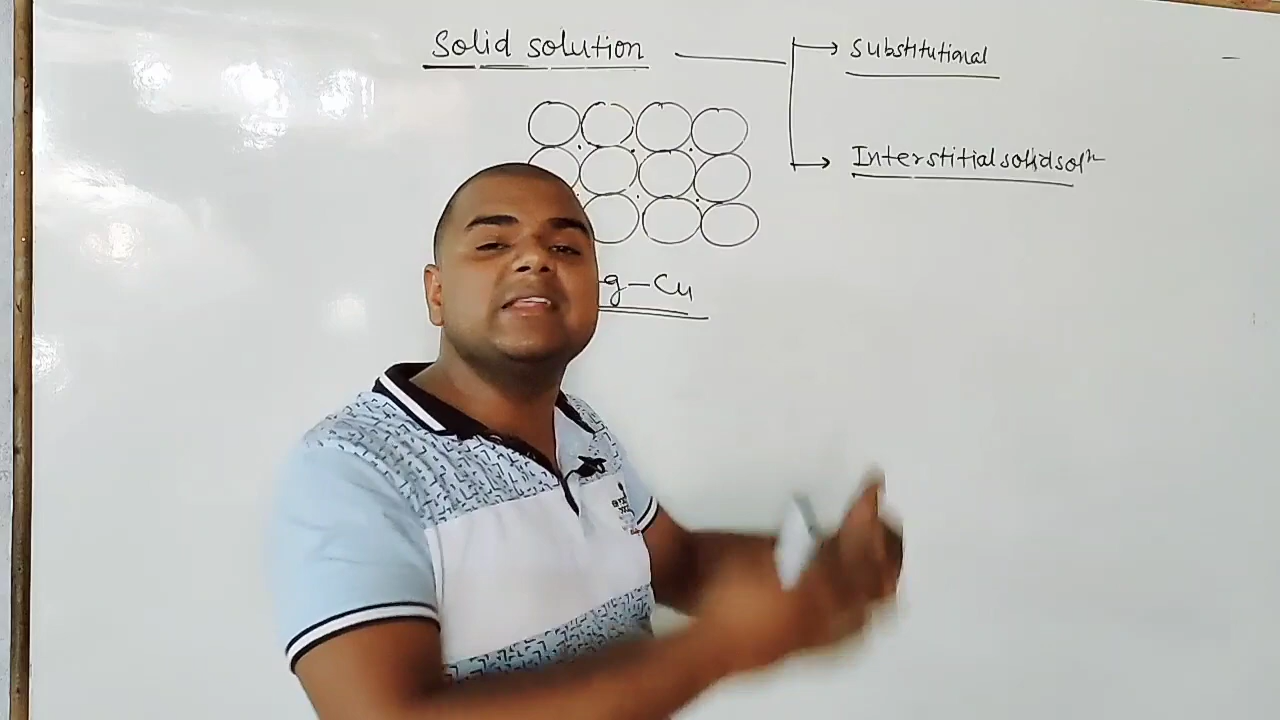 Solid solution
Substitutional
Interstitial solid solⁿ
g-Cu